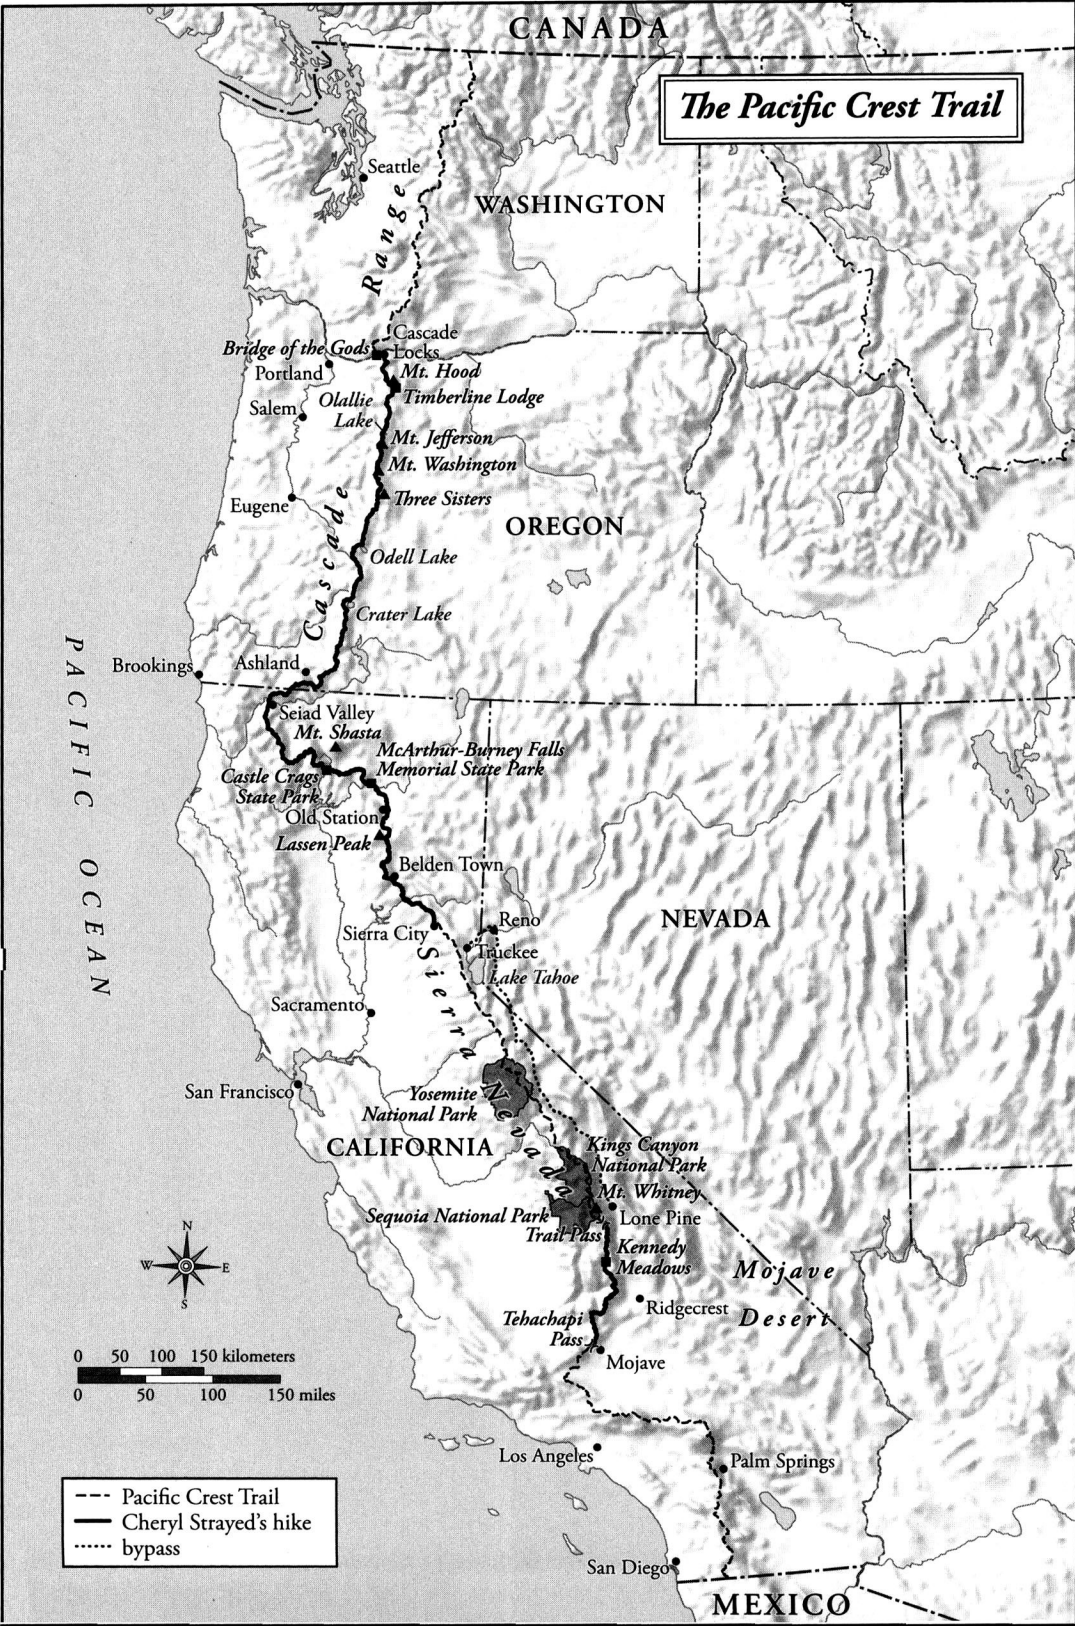 CANADA
The Pacific Crest Trail
Seattle
WASHINGTON
Range
Cascade
Locks
Bridge of the Gods
Portland
Mt. Hood
Timberline Lodge
Salem
Olallie
Lake
Mt. Jefferson
Mt. Washington
Three Sisters
Eugene
OREGON
Cascade
Odell Lake
Crater Lake
Brookings
Ashland
PACIFIC OCEAN
Seiad Valley
Mt. Shasta
McArthur-Burney Falls
Memorial State Park
Castle Crags
State Park
Old Station
Lassen Peak
Belden Town
NEVADA
Reno
Sierra City
Truckee
Lake Tahoe
Sierra Nevada
Sacramento
San Francisco
Yosemite
National Park
CALIFORNIA
Kings Canyon
National Park
Mt. Whitney
Sequoia National Park
Lone Pine
Trail Pass
Kennedy
Meadows
Mojave
Desert
Ridgecrest
Tehachapi
Pass
Mojave
N
W
E
S
0 50 100 150 kilometers
0 50 100 150 miles
Los Angeles
Palm Springs
Pacific Crest Trail
Cheryl Strayed's hike
bypass
San Diego
MEXICO